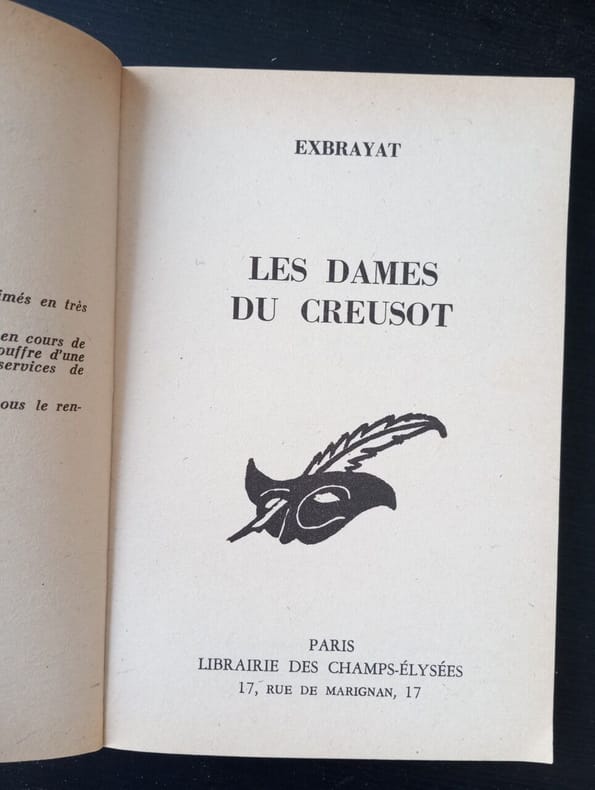 imés en très
en cours de
ouffre d'une
services de
ous le ren-
EXBRAYAT
LES DAMES
DU CREUSOT
PARIS
LIBRAIRIE DES CHAMPS-ÉLYSÉES
17, RUE DE MARIGNAN, 17